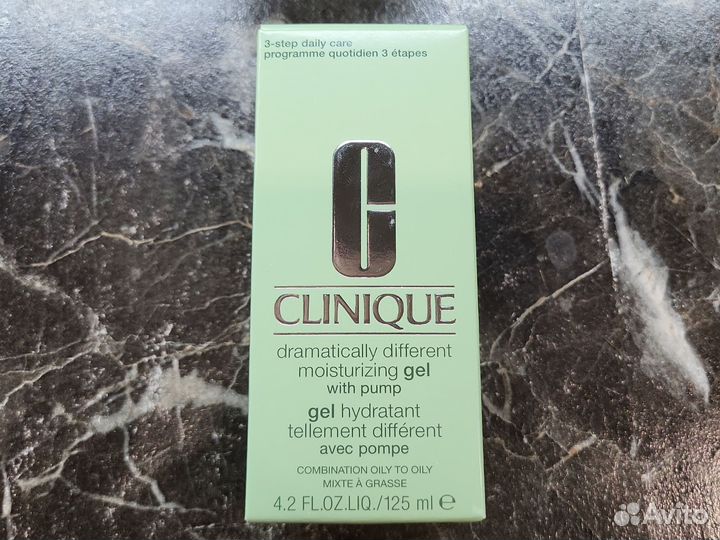 3-step daily care
programme quotidien 3 étapes
C
CLINIQUE
dramatically different
moisturizing gel
with pump
gel hydratant
tellement différent
avec pompe
COMBINATION OILY TO OILY
MIXTE À GRASSE
4.2 FL.OZ.LIQ./125 ml ℮
Avito